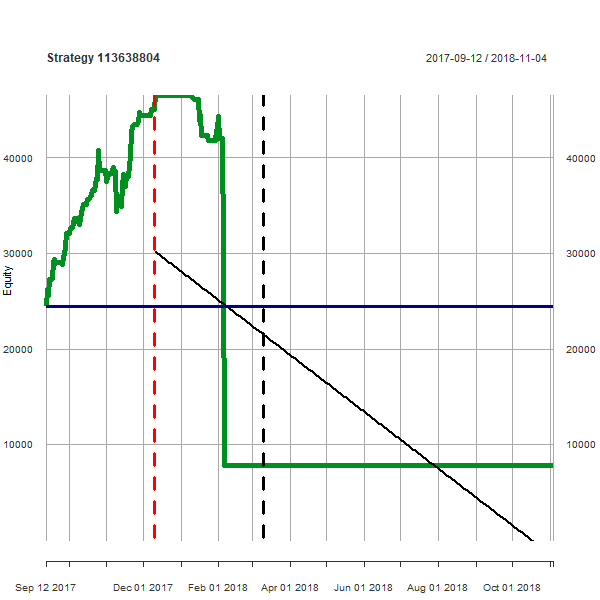 Strategy 113638804 2017-09-12 / 2018-11-04
40000 40000
30000 30000
Equity
20000 20000
10000 10000
Sep 12 2017 Dec 01 2017 Feb 01 2018 Apr 01 2018 Jun 01 2018 Aug 01 2018 Oct 01 2018